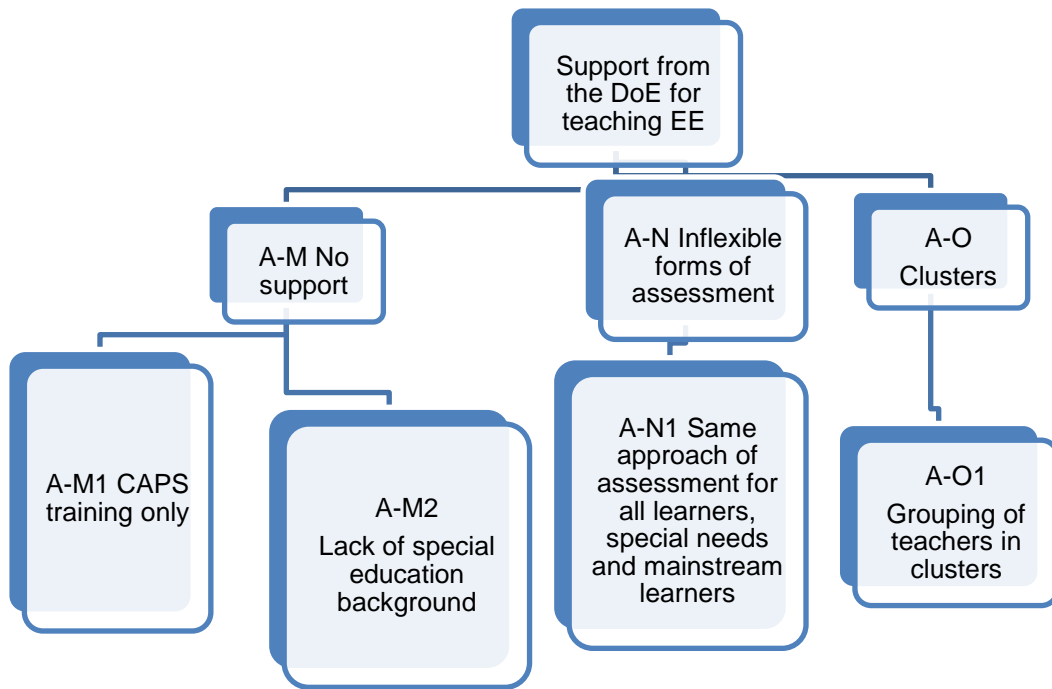 Support from
the DoE for
teaching EE
A-M No
support
A-N Inflexible
forms of
assessment
A-O
Clusters
A-M1 CAPS
training only
A-M2
Lack of special
education
background
A-N1 Same
approach of
assessment for
all learners,
special needs
and mainstream
learners
A-O1
Grouping of
teachers in
clusters